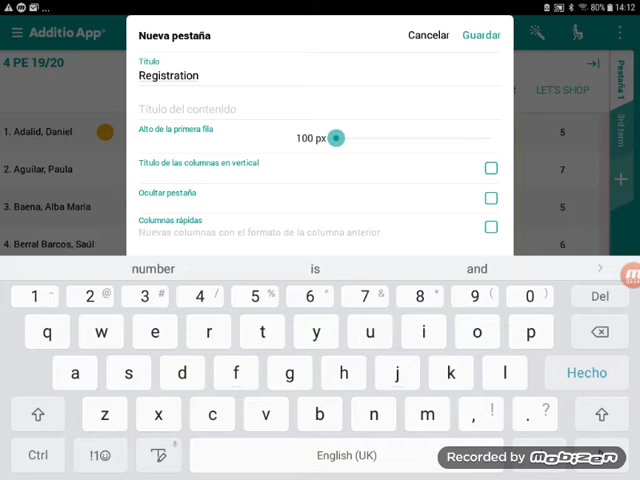 ... 80% 14:12
Additio App®
4 PE 19/20
Nueva pestaña
Cancelar
Guardar
Título
Registration
Título del contenido
Alto de la primera fila
100 px
Título de las columnas en vertical
Ocultar pestaña
Columnas rápidas
Nuevas columnas con el formato de la columna anterior
LET'S SHOP
Pestaña 1
3rd term
+
1. Adalid, Daniel
5
2. Aguilar, Paula
7
3. Baena, Alba María
5
4. Berral Barcos, Saúl
6
number is and
1 - 2 @ 3 # 4 / 5 % 6 ^ 7 & 8 * 9 ( 0 ) Del
q w e r t y u i o p
a s d f g h j k l Hecho
z x c v b n m , ! . ?
Ctrl !1☺ T English (UK)
Recorded by mobizen